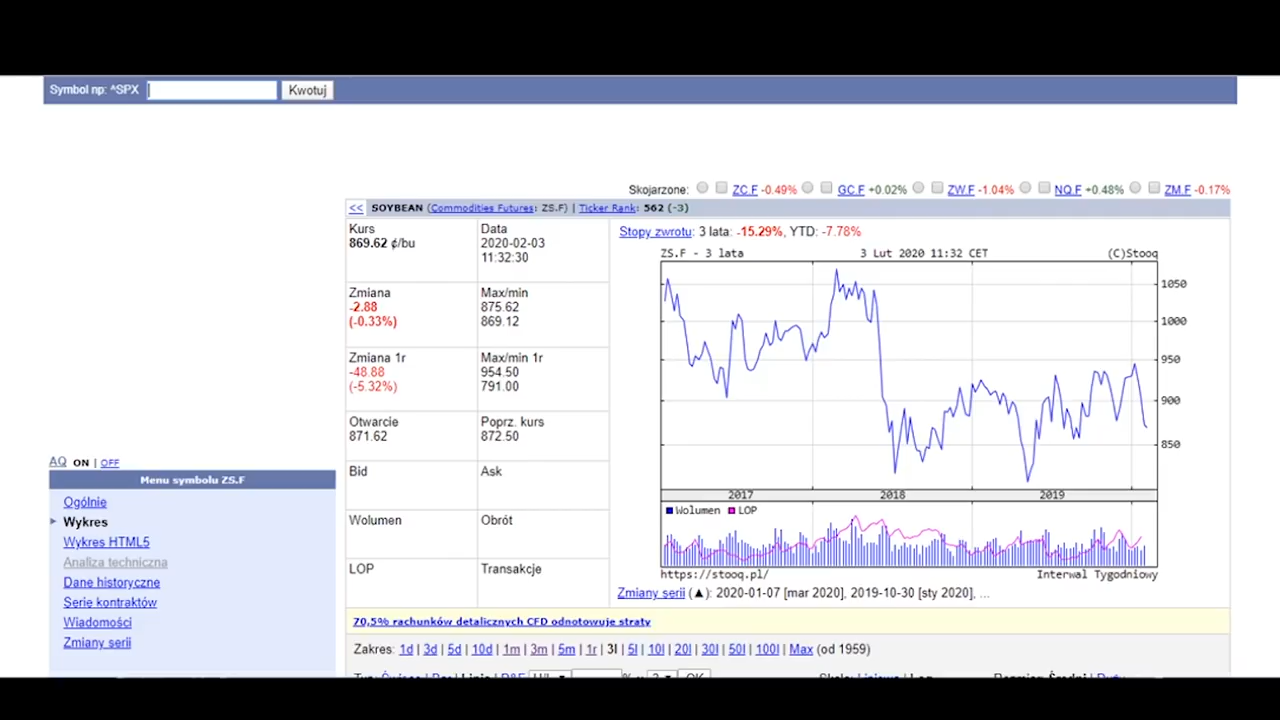 Symbol np: ^SPX Kwotuj
Skojarzone: ZC.F -0.49% GC.F +0.02% ZW.F -1.04% NQ.F +0.48% ZM.F -0.17%
<< SOYBEAN (Commodities Futures: ZS.F) | Ticker Rank: 562 (-3)
Kurs
869.62 ¢/bu
Data
2020-02-03
11:32:30
Zmiana
-2.88
(-0.33%)
Max/min
875.62
869.12
Zmiana 1r
-48.88
(-5.32%)
Max/min 1r
954.50
791.00
Otwarcie
871.62
Poprz. kurs
872.50
Bid
Ask
Wolumen
Obrót
LOP
Transakcje
Stopy zwrotu: 3 lata: -15.29%, YTD: -7.78%
ZS.F - 3 lata 3 Lut 2020 11:32 CET (C)Stooq
1050
1000
950
900
850
2017 2018 2019
Wolumen LOP
https://stooq.pl/ Interwal Tygodniowy
Zmiany serii (▲): 2020-01-07 [mar 2020], 2019-10-30 [sty 2020], ...
AQ ON | OFF
Menu symbolu ZS.F
Ogólnie
Wykres
Wykres HTML5
Analiza techniczna
Dane historyczne
Serie kontraktów
Wiadomości
Zmiany serii
70,5% rachunków detalicznych CFD odnotowuje straty
Zakres: 1d | 3d | 5d | 10d | 1m | 3m | 5m | 1r | 3l | 5l | 10l | 20l | 30l | 50l | 100l | Max (od 1959)